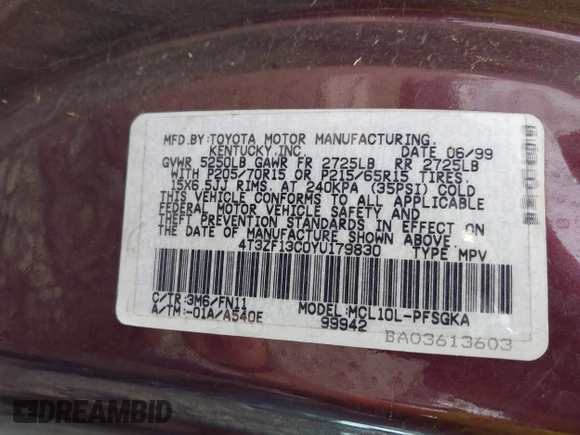 MFD.BY:TOYOTA MOTOR MANUFACTURING,
KENTUCKY,INC. DATE 06/99
GVWR 5250LB GAWR FR 2725LB RR 2725LB
WITH P205/70R15 OR P215/65R15 TIRES,
15X6.5JJ RIMS, AT 240KPA (35PSI) COLD
THIS VEHICLE CONFORMS TO ALL APPLICABLE
FEDERAL MOTOR VEHICLE SAFETY AND
THEFT PREVENTION STANDARDS IN EFFECT ON
THE DATE OF MANUFACTURE SHOWN ABOVE.
4T3ZF13C0YU179830 TYPE MPV
C/TR:3M6/FN11 MODEL:MCL10L-PFSGKA
A/TM:-01A/A540E 99942
BA03613603
DREAMBID